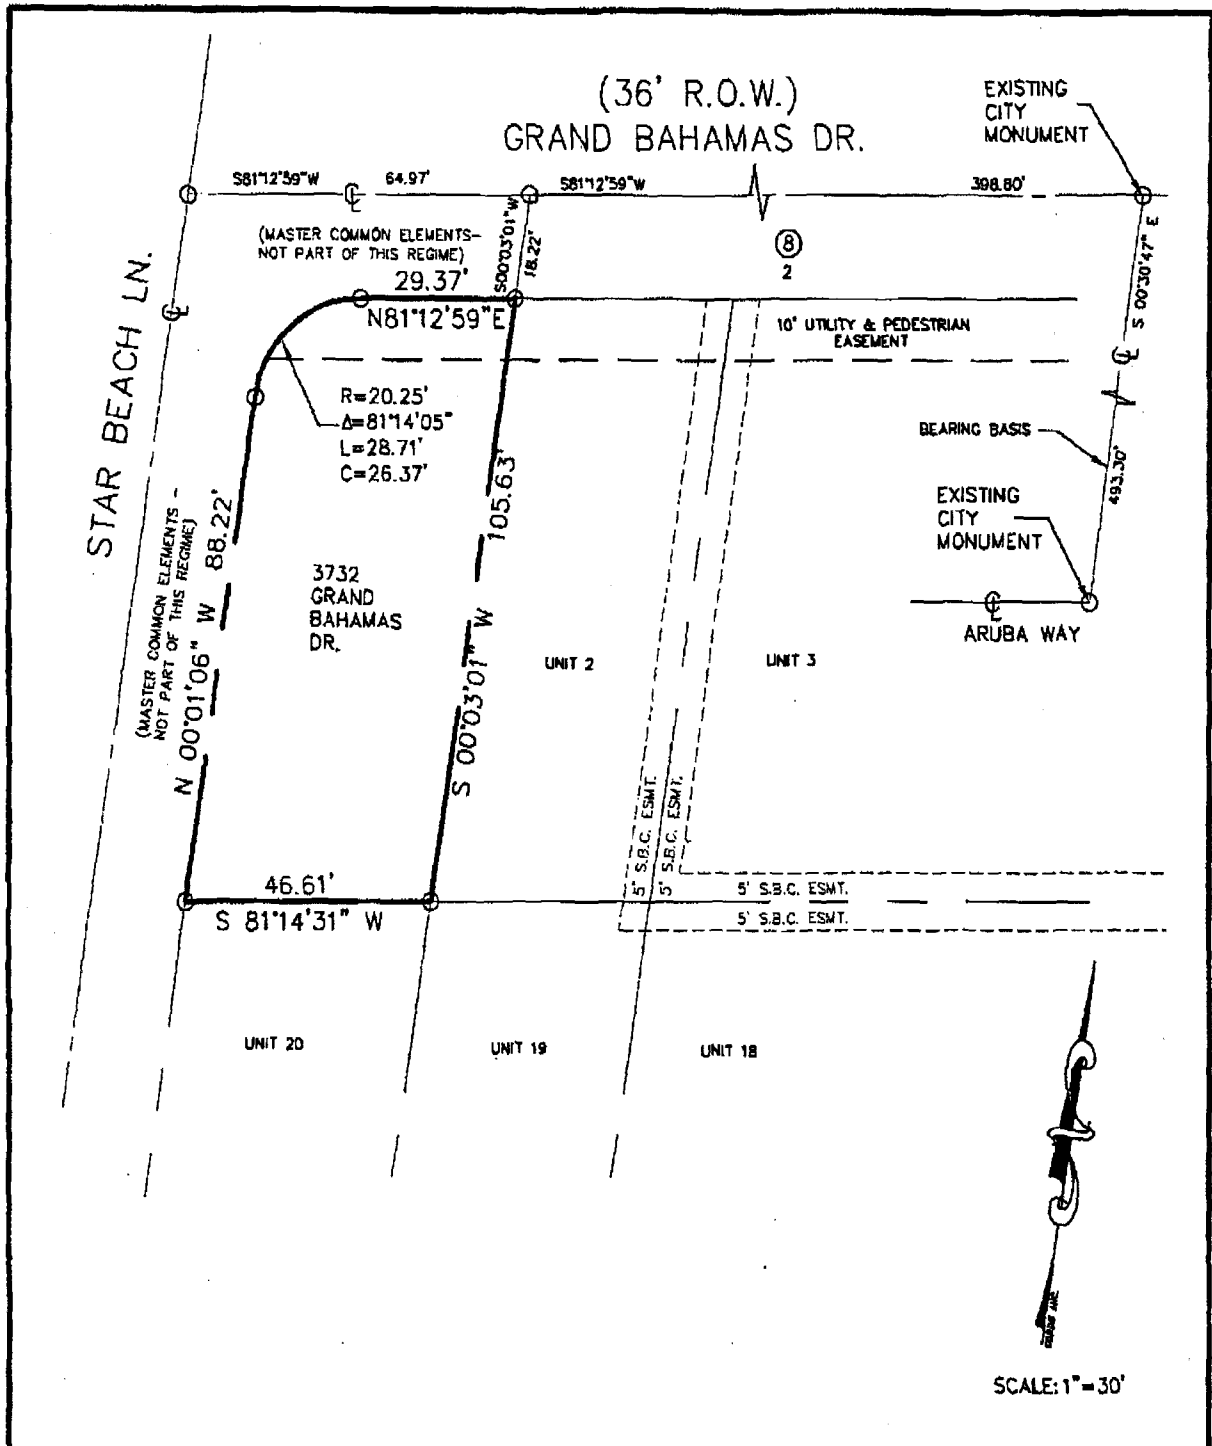 (36' R.O.W.)
GRAND BAHAMAS DR.
EXISTING
CITY
MONUMENT
S81°12'59"W
64.97'
S81°12'59"W
398.80'
(MASTER COMMON ELEMENTS-
NOT PART OF THIS REGIME)
S00°03'01"W
18.22'
8
2
S 00°30'47" E
29.37'
N81°12'59"E
10' UTILITY & PEDESTRIAN
EASEMENT
STAR BEACH LN.
R=20.25'
Δ=81°14'05"
L=28.71'
C=26.37'
BEARING BASIS
493.30'
EXISTING
CITY
MONUMENT
ARUBA WAY
(MASTER COMMON ELEMENTS -
NOT PART OF THIS REGIME)
N 00°01'06" W 88.22'
3732
GRAND
BAHAMAS
DR.
S 00°03'01" W 105.63'
UNIT 2
UNIT 3
5' S.B.C. ESMT.
5' S.B.C. ESMT.
5' S.B.C. ESMT.
5' S.B.C. ESMT.
46.61'
S 81°14'31" W
UNIT 20
UNIT 19
UNIT 18
SCALE: 1"=30'